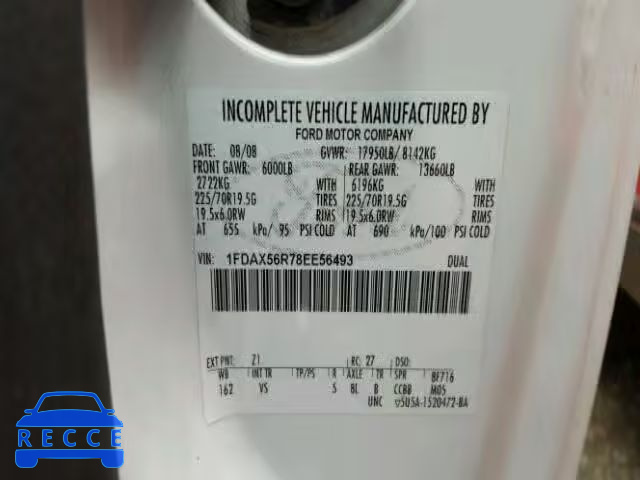 INCOMPLETE VEHICLE MANUFACTURED BY
FORD MOTOR COMPANY
DATE: 08/08 GVWR: 17950LB/8142KG
FRONT GAWR: 6000LB REAR GAWR: 13660LB
2722KG WITH 6196KG WITH
225/70R19.5G TIRES 225/70R19.5G TIRES
19.5x6.0RW RIMS 19.5x6.0RW RIMS
AT 655 kPa/ 95 PSI COLD AT 690 kPa/100 PSI COLD
VIN: 1FDAX56R78EE56493 DUAL
EXT PNT: Z1 RC: 27 DSO:
WB INT TR TP/PS R AXLE TR SPR BF716
162 VS 5 BL B CCBB M05
UNC ▽5U5A-1520472-BA
RECCE